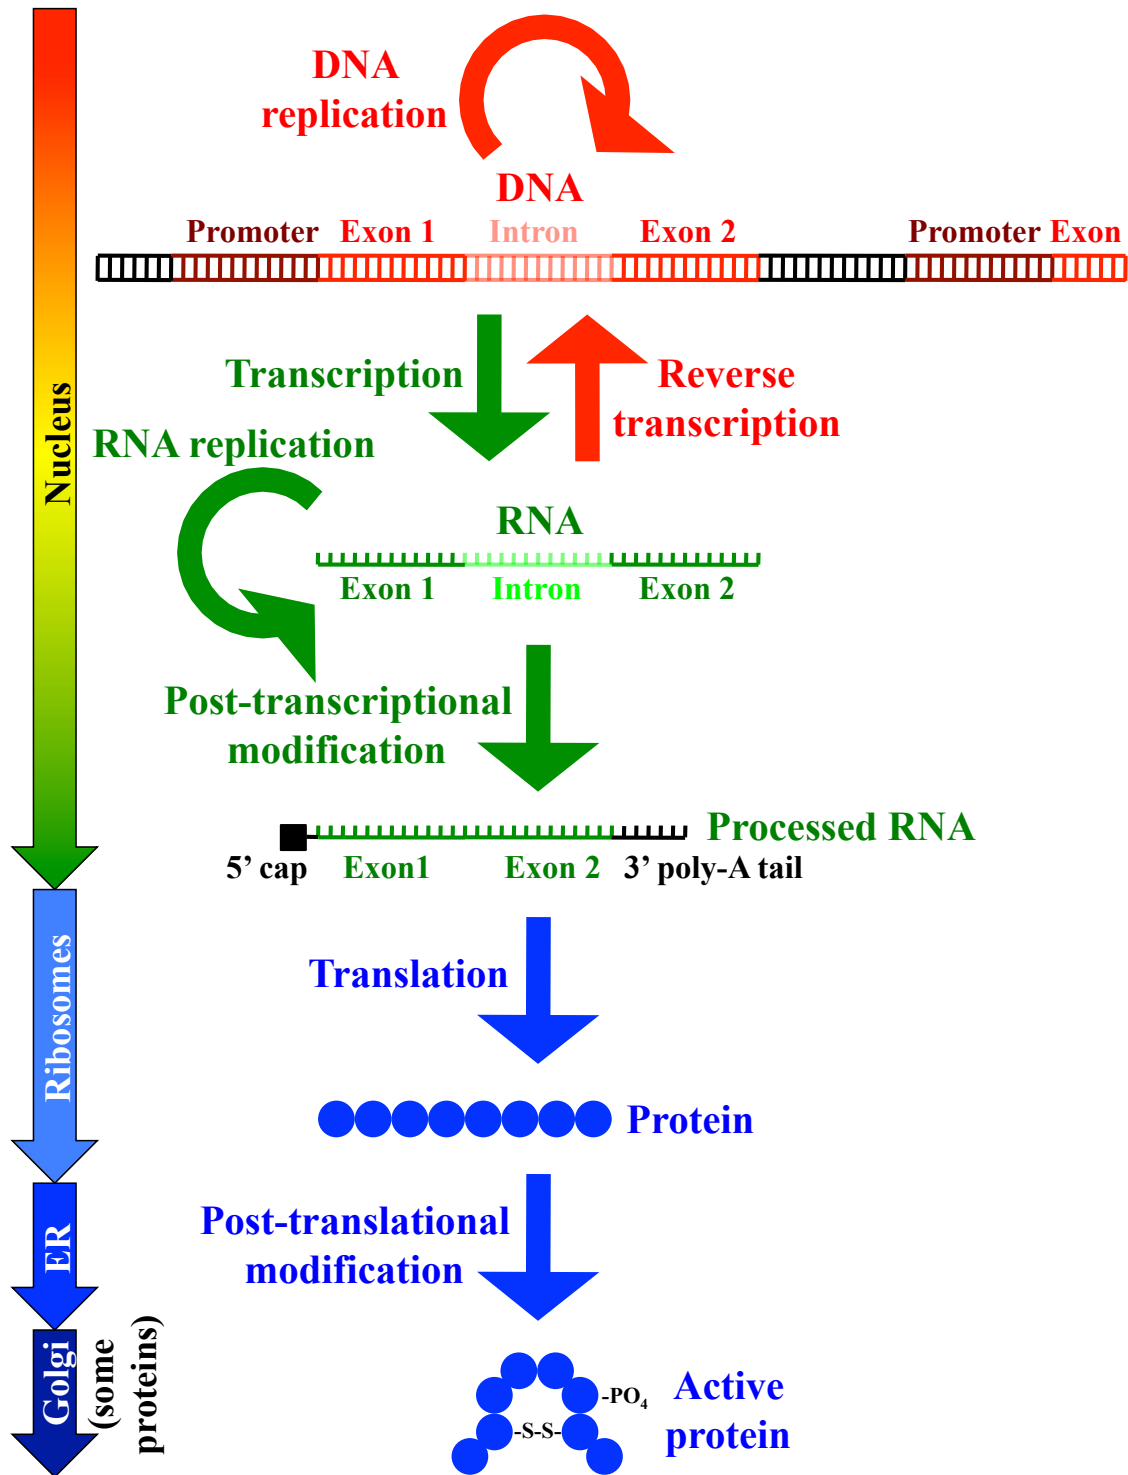 DNA
replication
DNA
Promoter Exon 1 Intron Exon 2 Promoter Exon
Transcription
Reverse
transcription
RNA replication
RNA
Exon 1 Intron Exon 2
Post-transcriptional
modification
Processed RNA
5’ cap Exon1 Exon 2 3’ poly-A tail
Translation
Protein
Post-translational
modification
-PO₄
-S-S-
Active
protein
Nucleus
Ribosomes
ER
Golgi
(some
proteins)